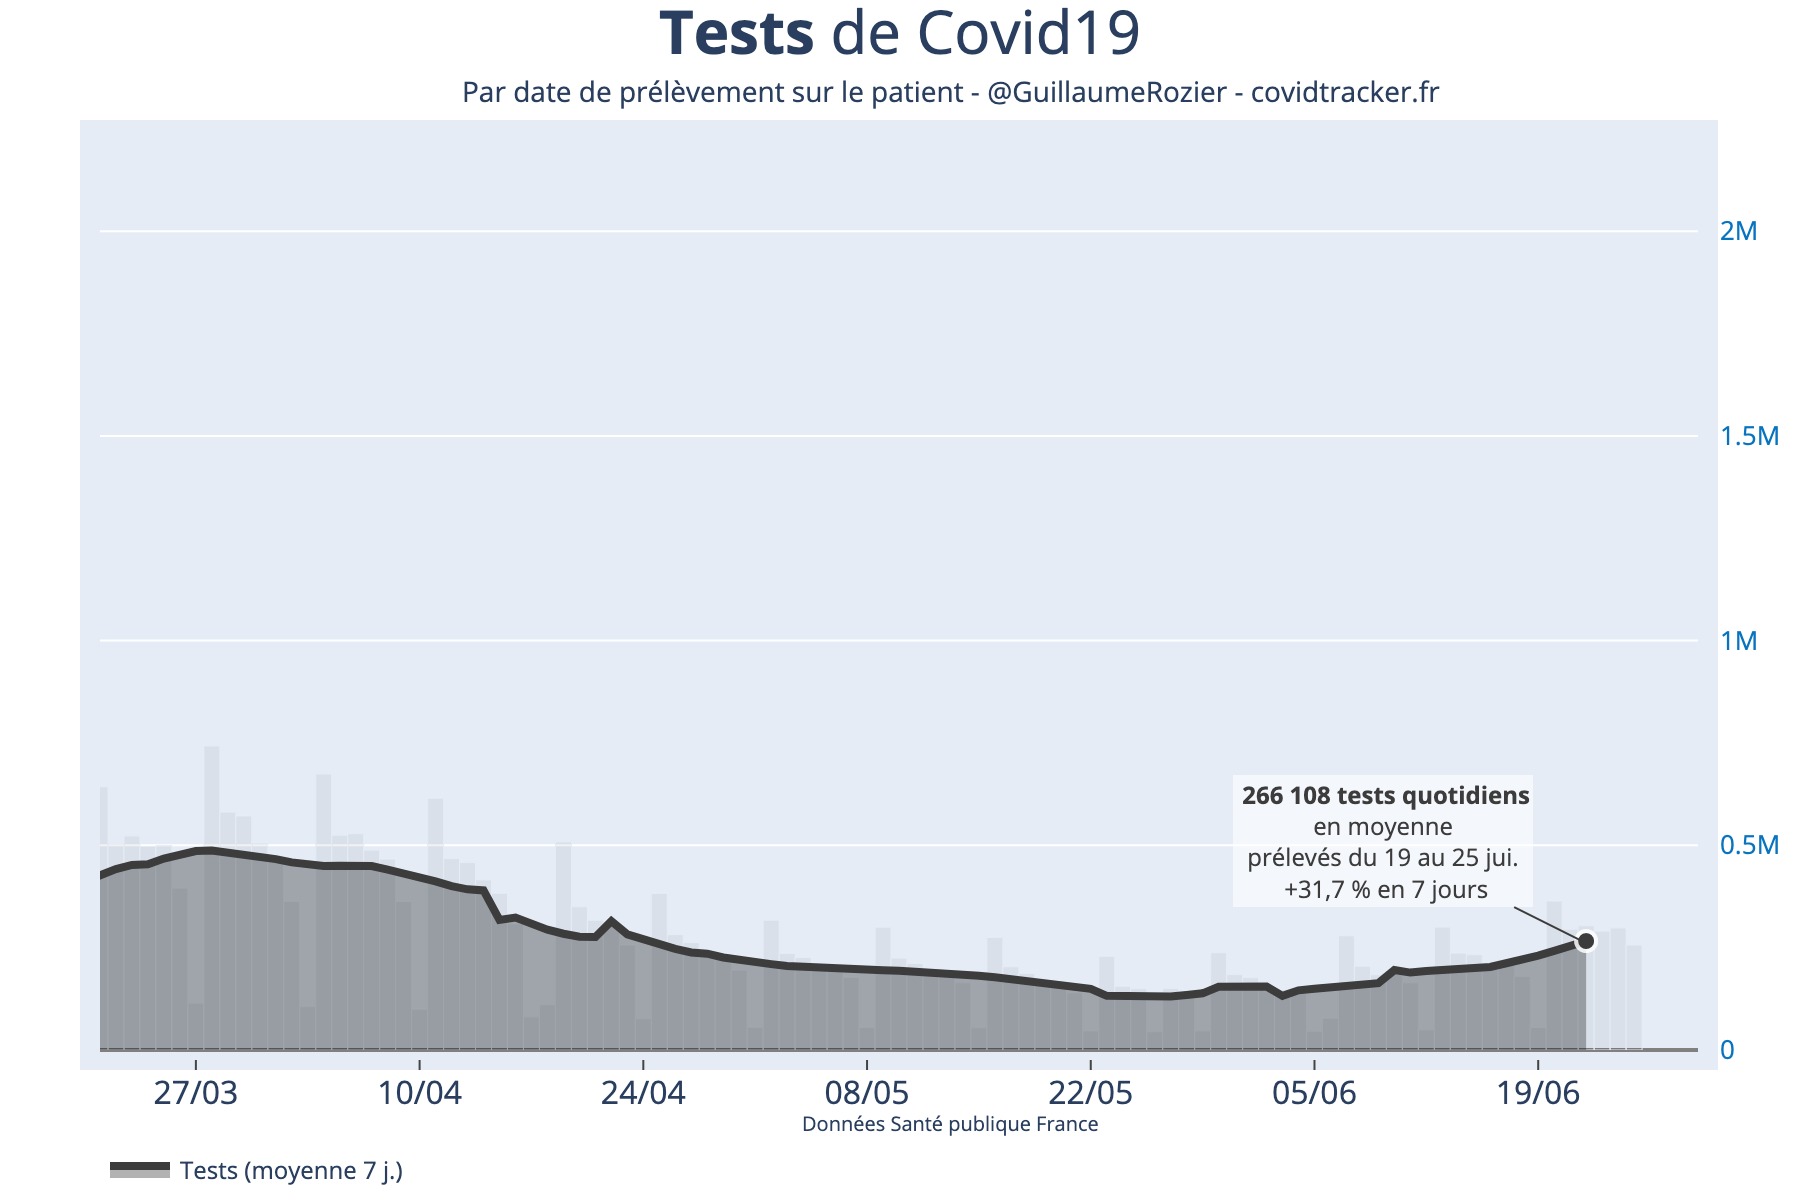 Tests de Covid19
Par date de prélèvement sur le patient - @GuillaumeRozier - covidtracker.fr
2M
1.5M
1M
0.5M
0
266 108 tests quotidiens
en moyenne
prélevés du 19 au 25 jui.
+31,7 % en 7 jours
27/03 10/04 24/04 08/05 22/05 05/06 19/06
Données Santé publique France
Tests (moyenne 7 j.)